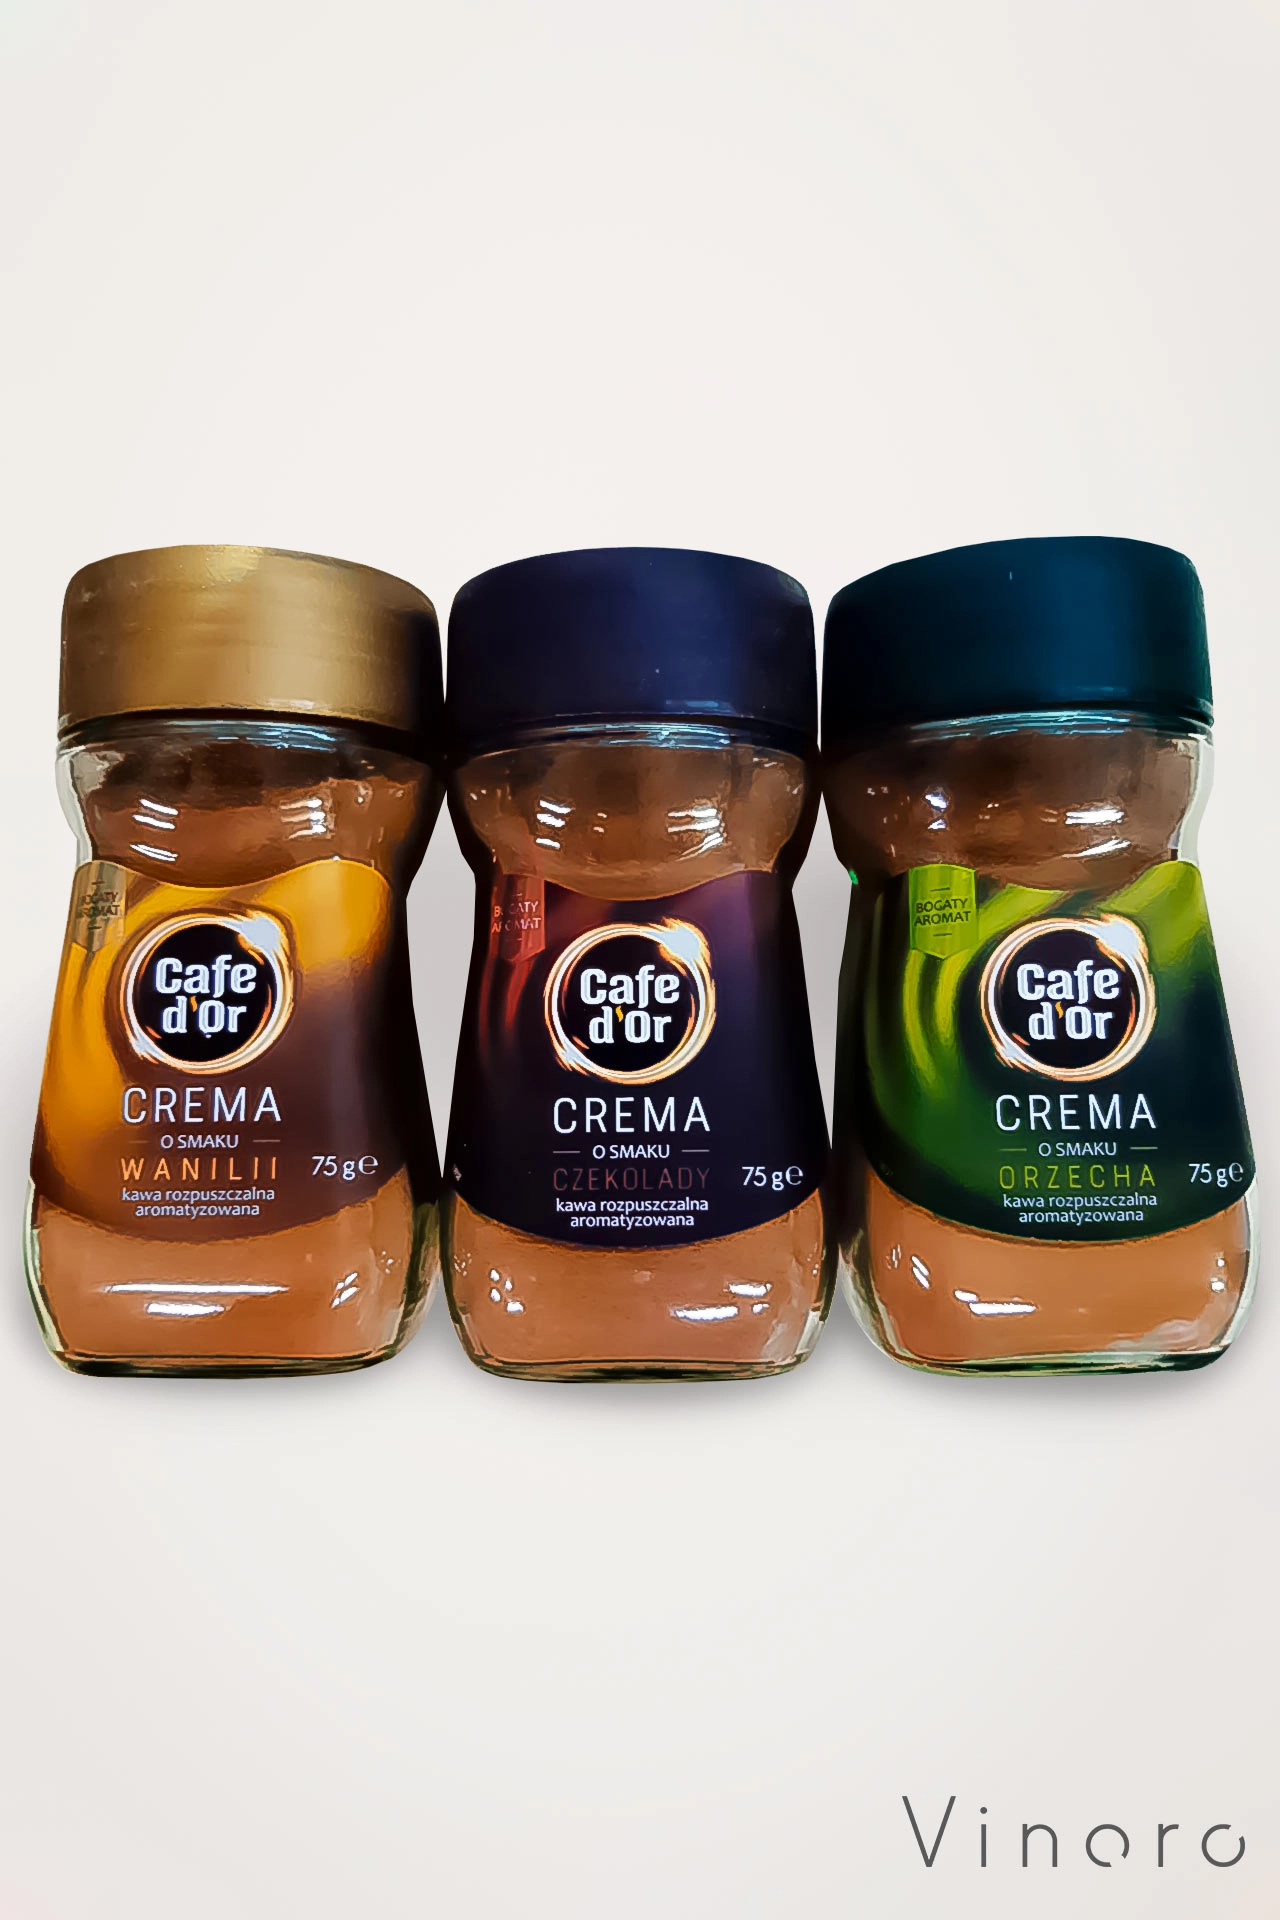 BOGATY
AROMAT
Cafe
d'Or
CREMA
O SMAKU
WANILII
75 g e
kawa rozpuszczalna
aromatyzowana
BOGATY
AROMAT
Cafe
d'Or
CREMA
O SMAKU
CZEKOLADY
75 g e
kawa rozpuszczalna
aromatyzowana
BOGATY
AROMAT
Cafe
d'Or
CREMA
O SMAKU
ORZECHA
75 g e
kawa rozpuszczalna
aromatyzowana
Vinoro